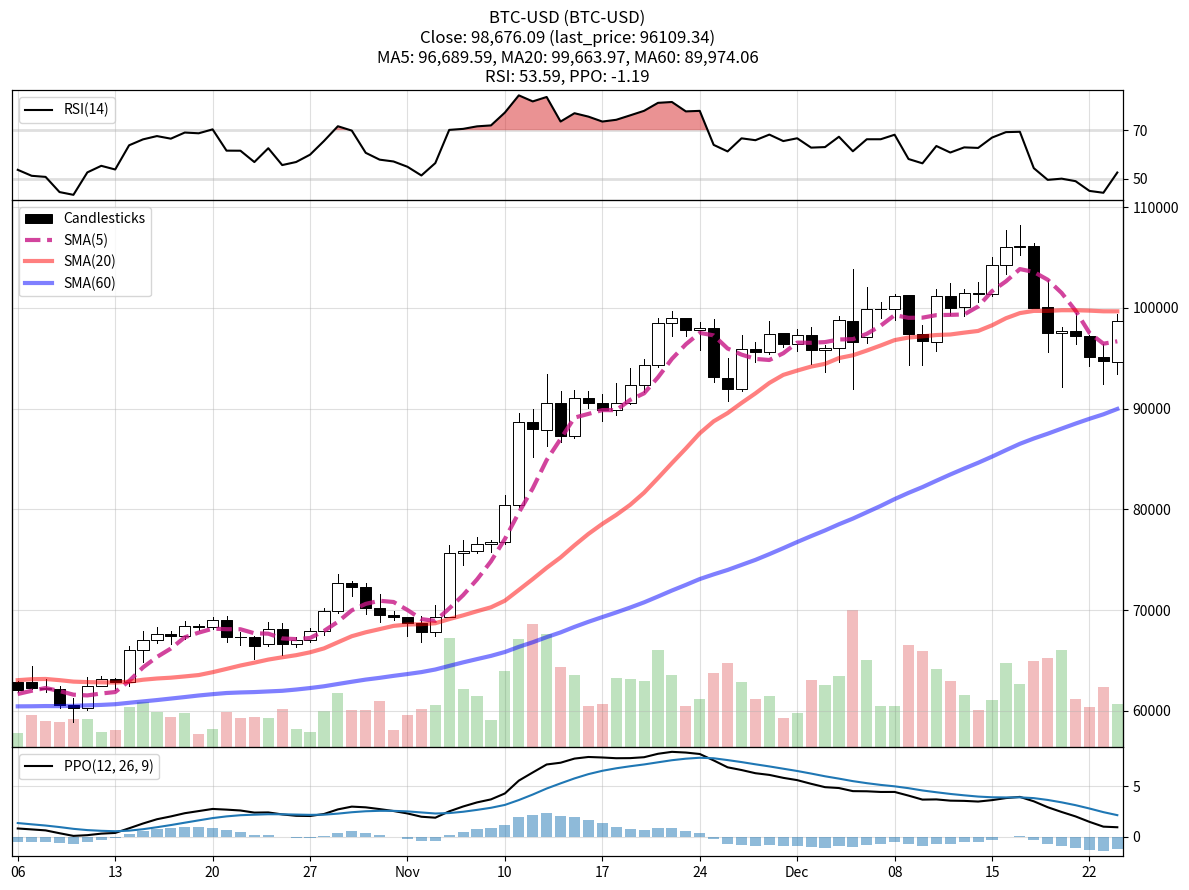 BTC-USD (BTC-USD)
Close: 98,676.09 (last_price: 96109.34)
MA5: 96,689.59, MA20: 99,663.97, MA60: 89,974.06
RSI: 53.59, PPO: -1.19
RSI(14)
70
50
Candlesticks
SMA(5)
SMA(20)
SMA(60)
110000
100000
90000
80000
70000
60000
PPO(12, 26, 9)
5
0
06 13 20 27 Nov 10 17 24 Dec 08 15 22